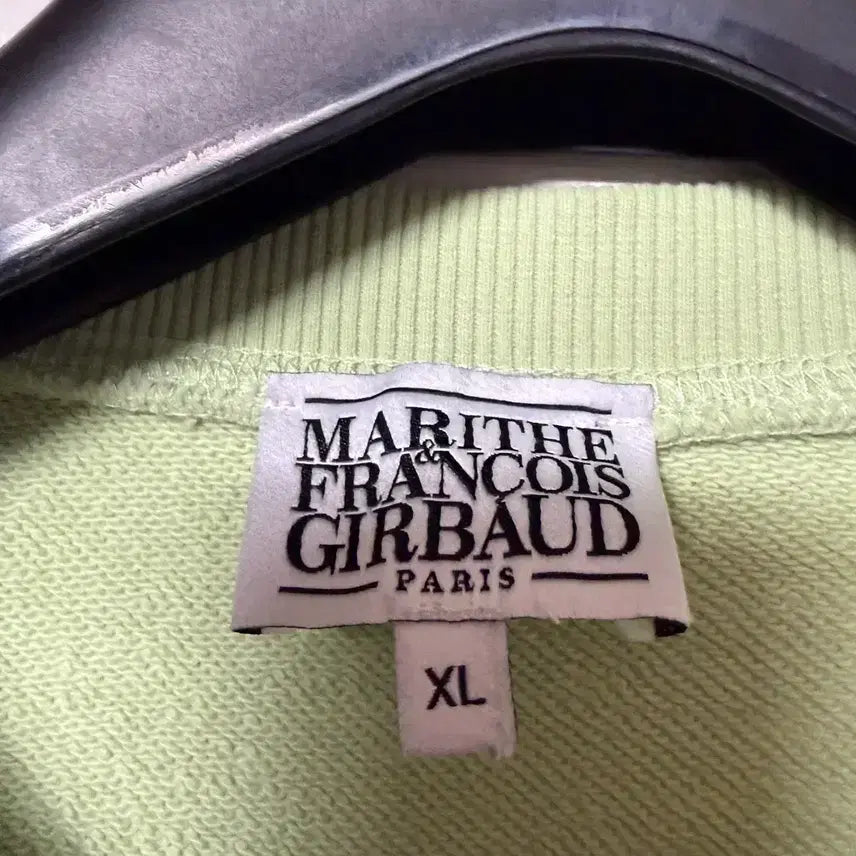 MARITHE
&
FRANÇOIS
GIRBAUD
PARIS
XL